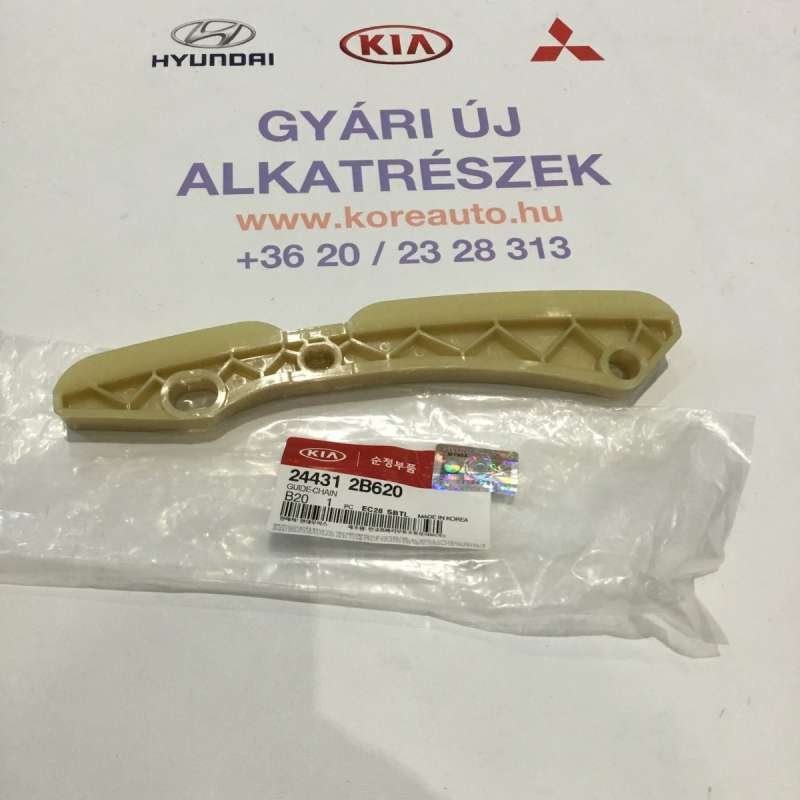 HYUNDAI
KIA
GYÁRI ÚJ
ALKATRÉSZEK
www.koreauto.hu
+36 20 / 23 28 313
KIA 순정부품
24431 2B620
GUIDE-CHAIN
B20 1 PC EC28 SBTL MADE IN KOREA